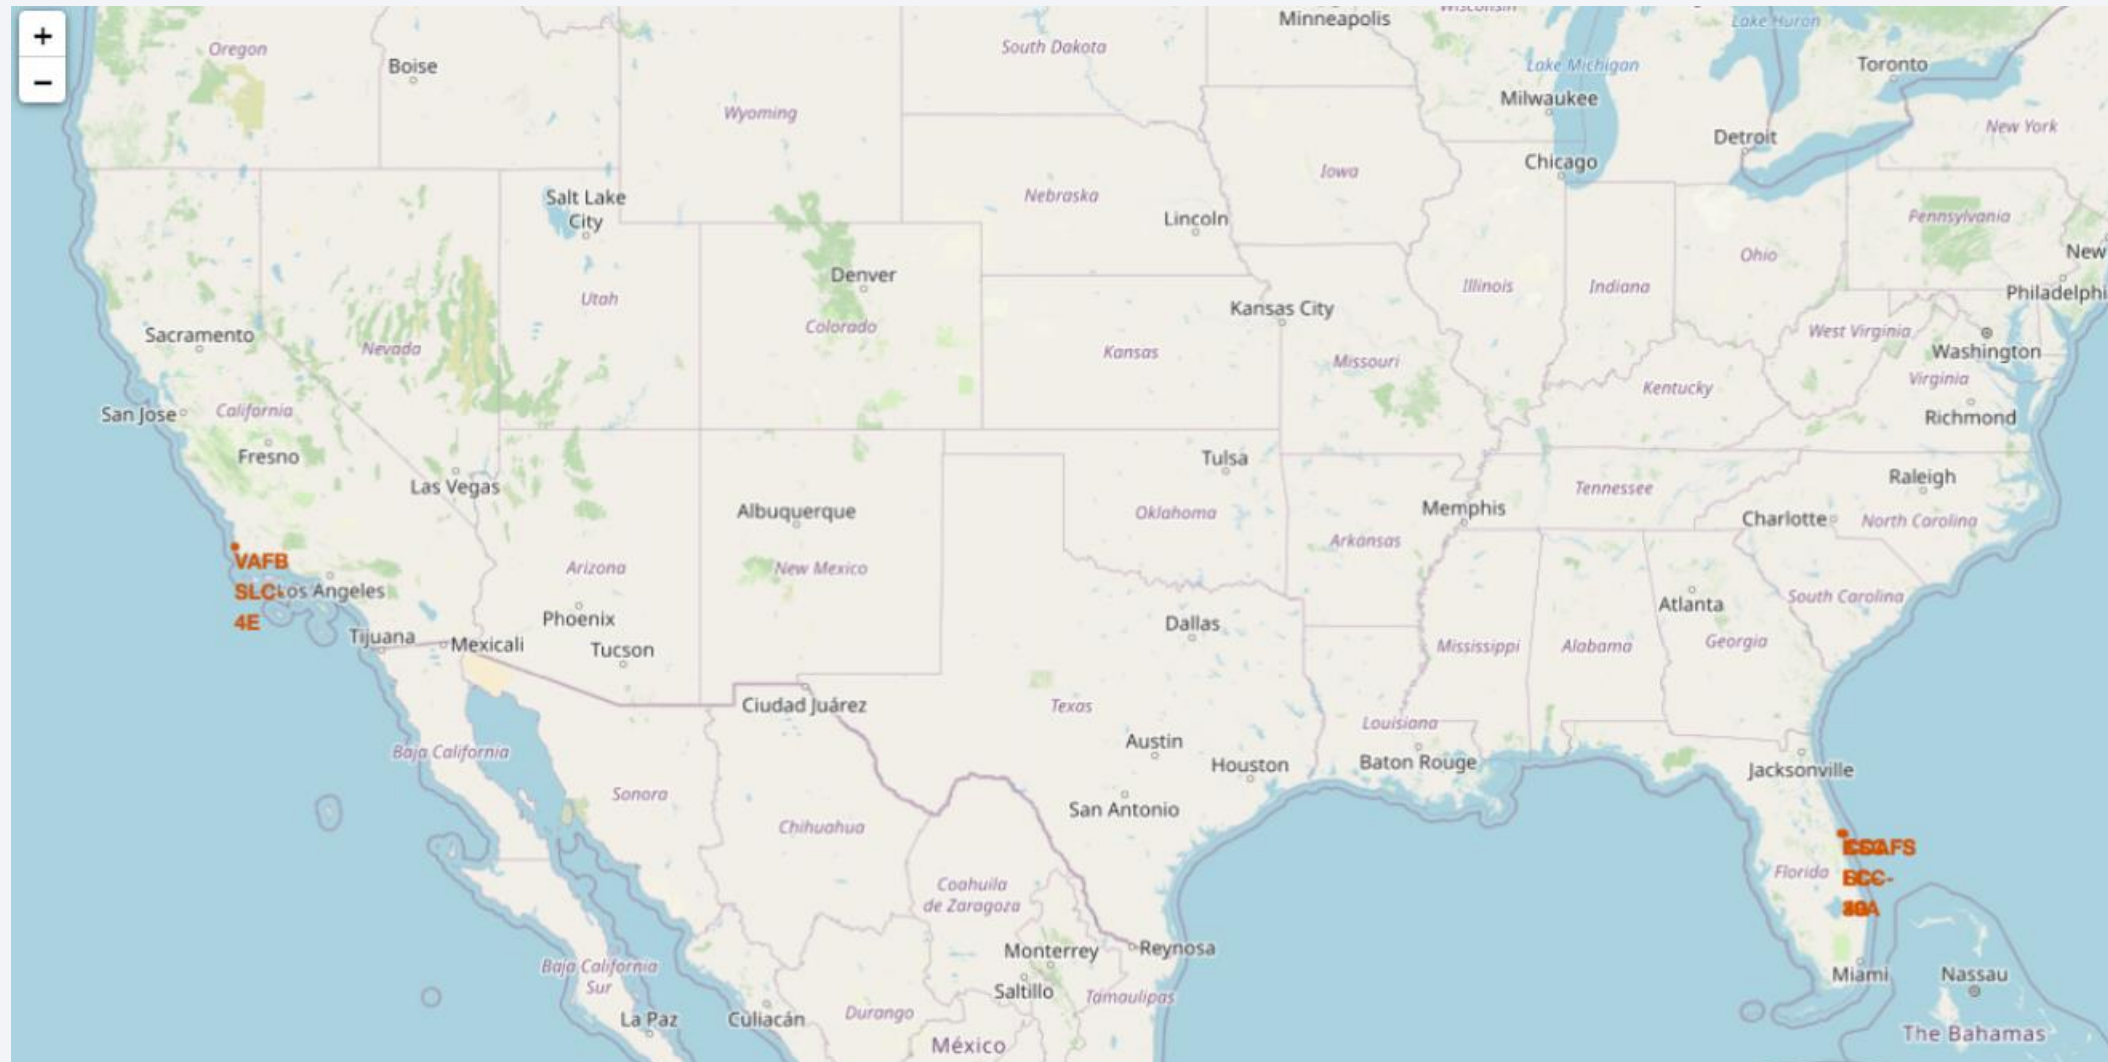 +
−
Oregon
Boise
South Dakota
Minneapolis
Wisconsin
Lake Michigan
Lake Huron
Toronto
Wyoming
Milwaukee
Detroit
New York
Salt Lake
City
Nebraska
Iowa
Chicago
Lincoln
Pennsylvania
Denver
Utah
Colorado
Illinois
Indiana
Ohio
New
Philadelphi
Sacramento
Nevada
Kansas City
Kansas
Missouri
West Virginia
Washington
Kentucky
Virginia
San Jose
California
Richmond
Fresno
Las Vegas
Tulsa
Tennessee
Raleigh
Albuquerque
Oklahoma
Memphis
Charlotte
North Carolina
Arkansas
VAFB
SLC-
4E
Los Angeles
Arizona
New Mexico
Phoenix
Dallas
Atlanta
South Carolina
Tijuana
Mexicali
Tucson
Mississippi
Alabama
Georgia
Ciudad Juárez
Texas
Louisiana
Baja California
Austin
Houston
Baton Rouge
Jacksonville
Sonora
San Antonio
Chihuahua
Florida
Coahuila
de Zaragoza
Monterrey
Reynosa
Baja California
Sur
Saltillo
Tamaulipas
Miami
Nassau
La Paz
Culiacán
Durango
México
The Bahamas